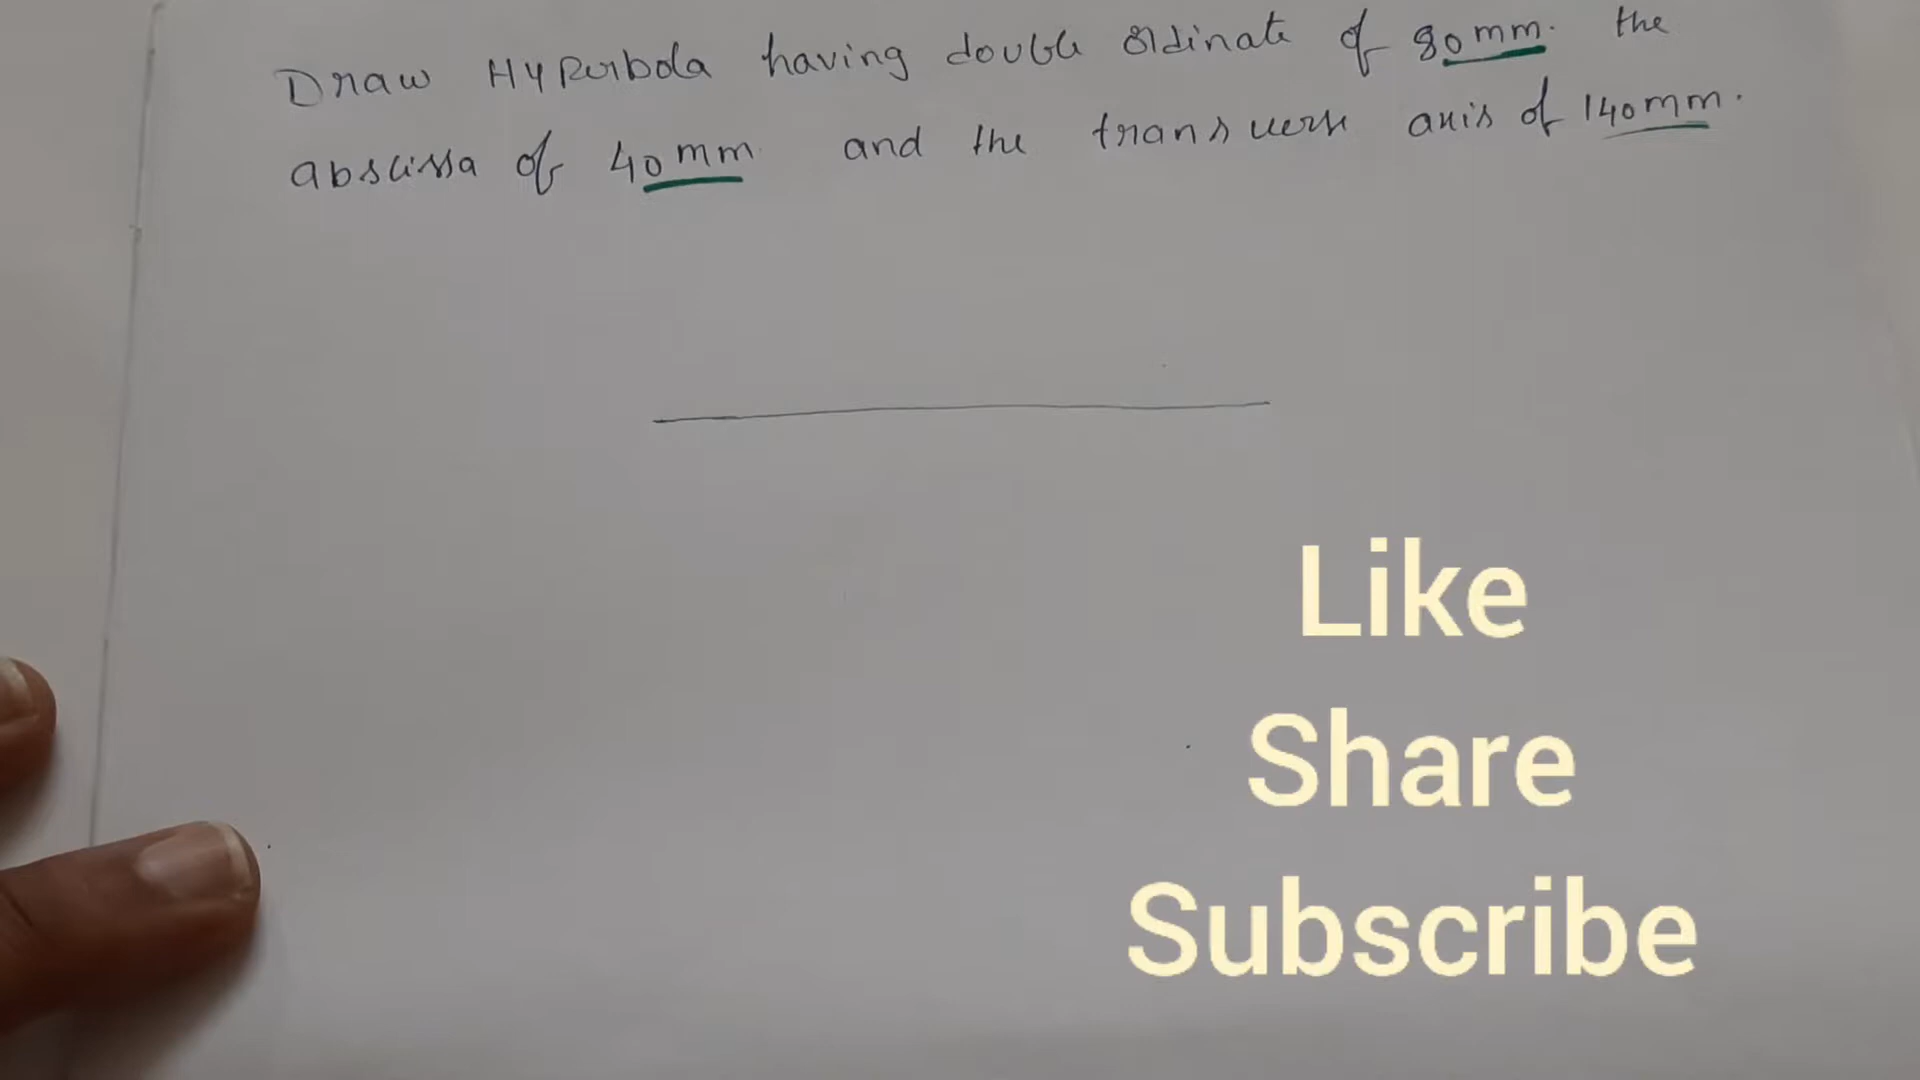 Draw Hyperbola having double ordinate of 80mm. the
abscissa of 40mm and the transverse axis of 140mm.
Like
Share
Subscribe